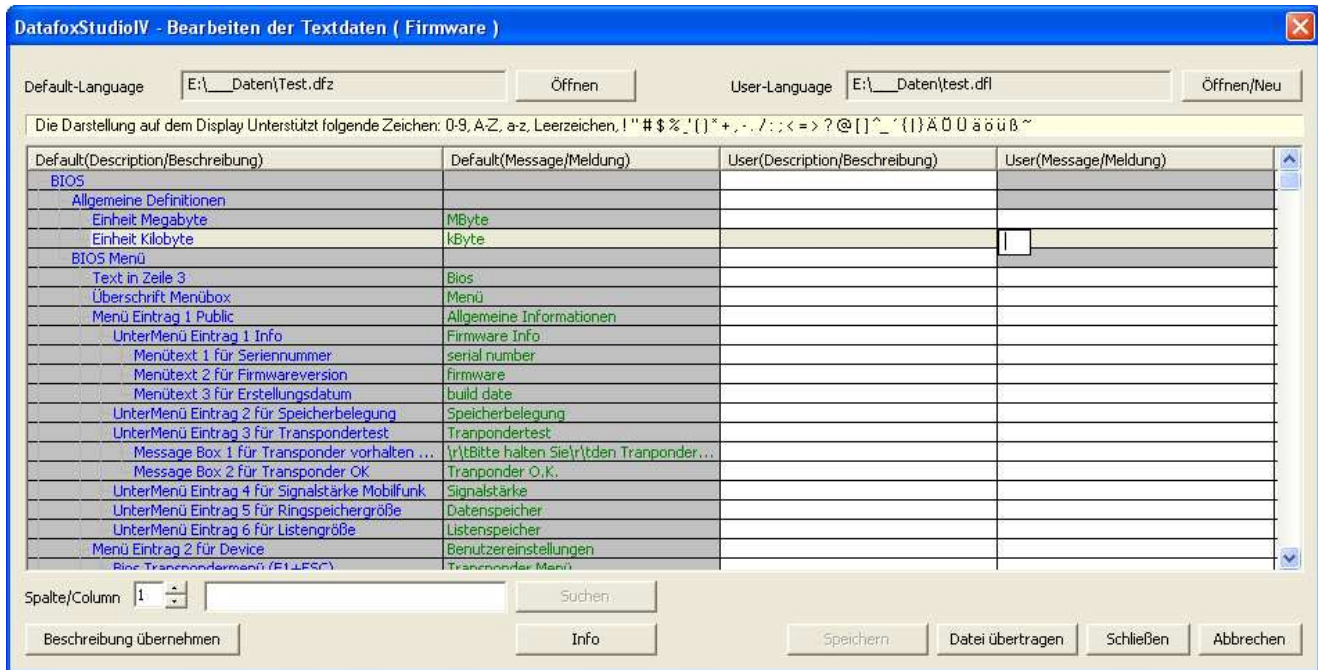 DatafoxStudioIV - Bearbeiten der Textdaten ( Firmware )
Default-Language E:\___Daten\Test.dfz Öffnen User-Language E:\___Daten\test.dfl Öffnen/Neu
Die Darstellung auf dem Display Unterstützt folgende Zeichen: 0-9, A-Z, a-z, Leerzeichen, ! " # $ % ' ( ) * + , - . / : ; < = > ? @ [ ] ^ _ ` { | } Ä Ö Ü ä ö ü ß ~
Default(Description/Beschreibung) Default(Message/Meldung) User(Description/Beschreibung) User(Message/Meldung)
BIOS
Allgemeine Definitionen
Einheit Megabyte MByte
Einheit Kilobyte kByte
BIOS Menü
Text in Zeile 3 Bios
Überschrift Menübox Menü
Menü Eintrag 1 Public Allgemeine Informationen
UnterMenü Eintrag 1 Info Firmware Info
Menütext 1 für Seriennummer serial number
Menütext 2 für Firmwareversion firmware
Menütext 3 für Erstellungsdatum build date
UnterMenü Eintrag 2 für Speicherbelegung Speicherbelegung
UnterMenü Eintrag 3 für Transpondertest Tranpondertest
Message Box 1 für Transponder vorhalten ... \r\tBitte halten Sie\r\tden Tranponder...
Message Box 2 für Transponder OK Tranponder O.K.
UnterMenü Eintrag 4 für Signalstärke Mobilfunk Signalstärke
UnterMenü Eintrag 5 für Ringspeichergröße Datenspeicher
UnterMenü Eintrag 6 für Listengröße Listenspeicher
Menü Eintrag 2 für Device Benutzereinstellungen
Bios Transpondermenü (F1+ESC) Transponder Menü
Spalte/Column 1 Suchen
Beschreibung übernehmen Info Speichern Datei übertragen Schließen Abbrechen